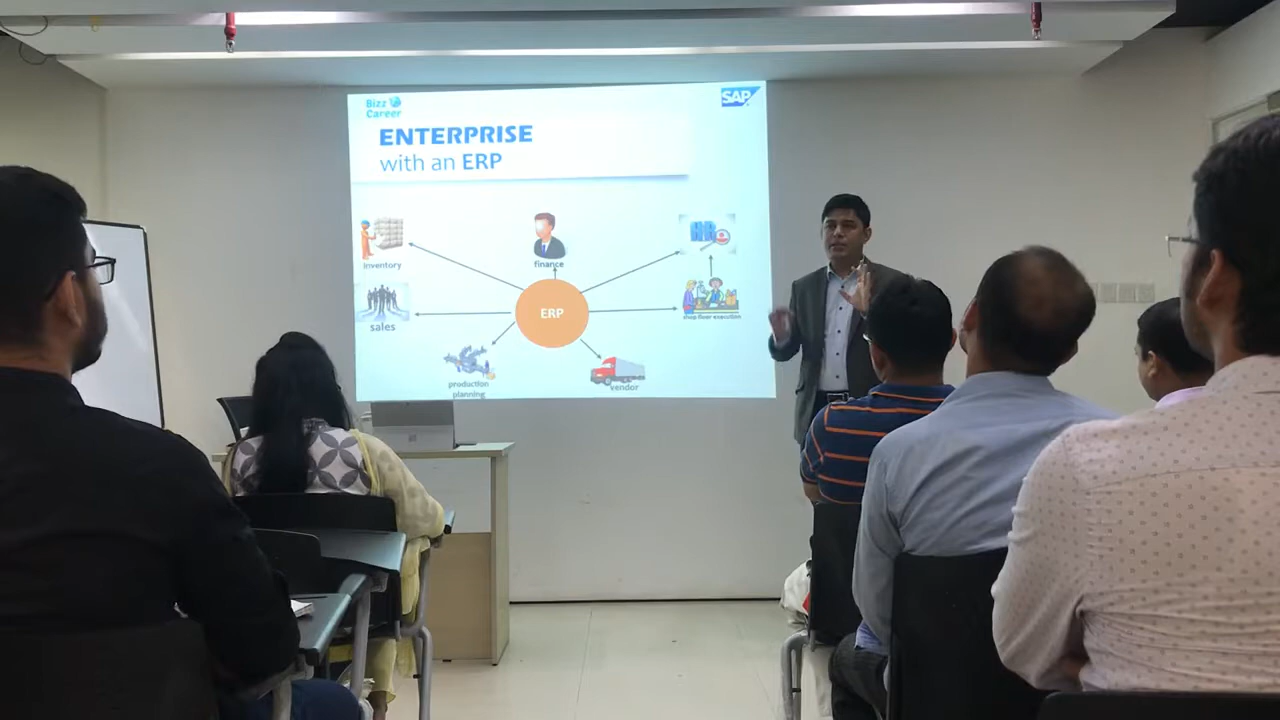 Bizz
Career
SAP
ENTERPRISE
with an ERP
HR
inventory
finance
shop floor execution
sales
ERP
production
planning
vendor